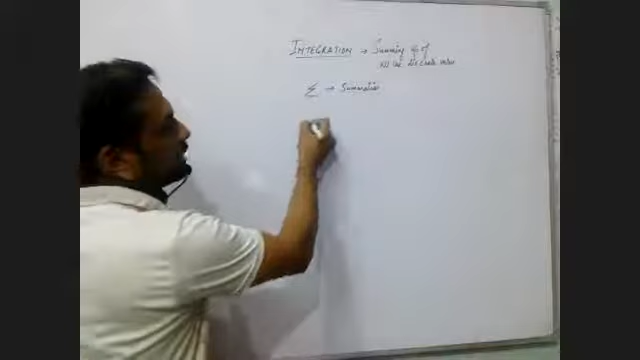 INTEGRATION → Summing up of
all the discrete value
Σ → Summation